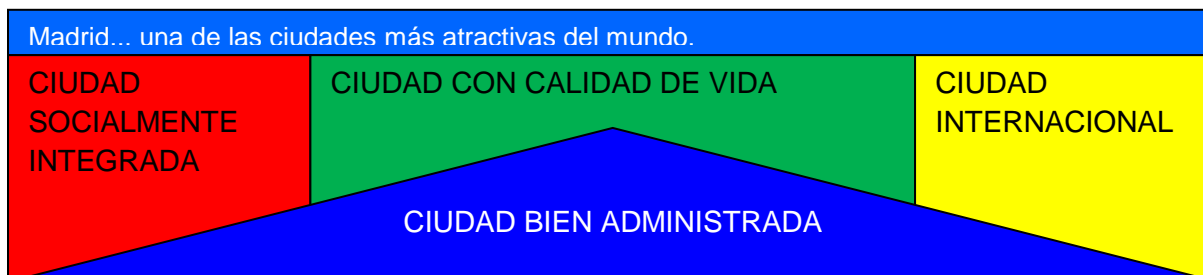 Madrid... una de las ciudades más atractivas del mundo.
CIUDAD
SOCIALMENTE
INTEGRADA
CIUDAD CON CALIDAD DE VIDA
CIUDAD
INTERNACIONAL
CIUDAD BIEN ADMINISTRADA